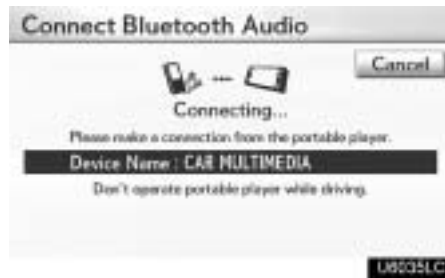 Connect Bluetooth Audio
Cancel
Connecting...
Please make a connection from the portable player.
Device Name : CAR MULTIMEDIA
Don't operate portable player while driving.
U6035LC